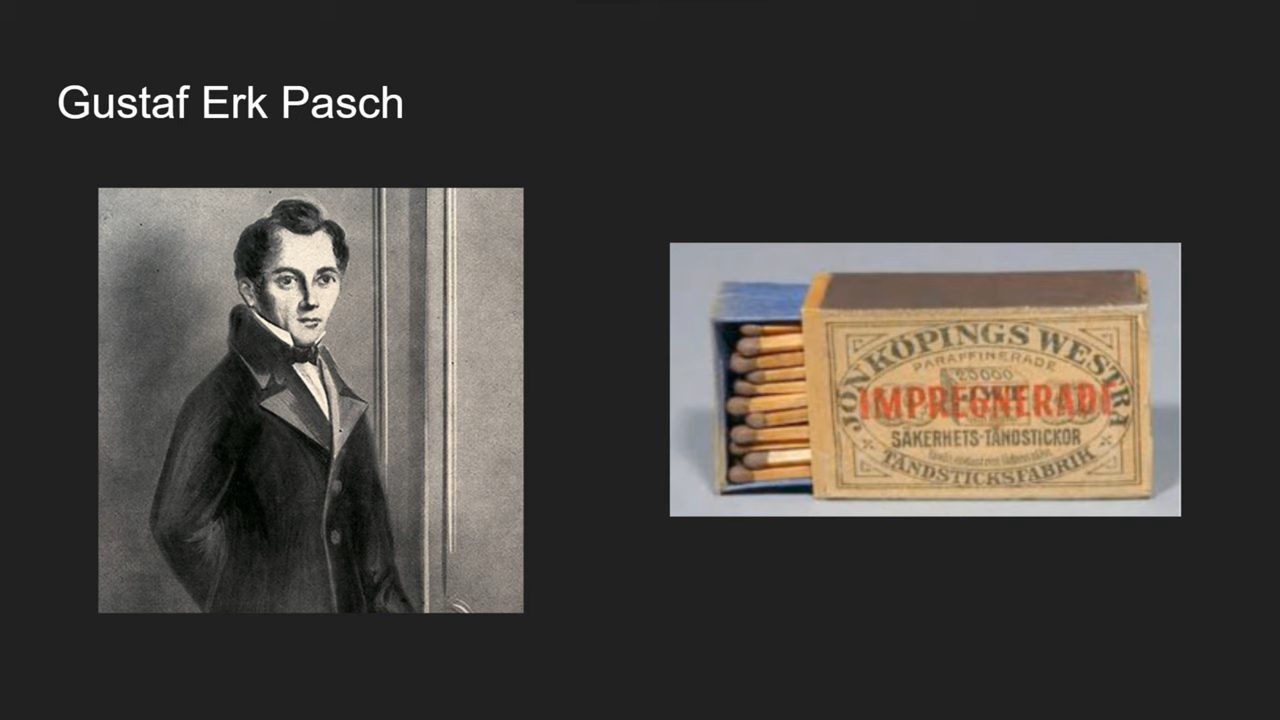 Gustaf Erk Pasch
JÖNKÖPINGS WESTRA
PARAFFINERADE
IMPREGNERADE
SÄKERHETS-TÄNDSTICKOR
TÄNDSTICKSFABRIK